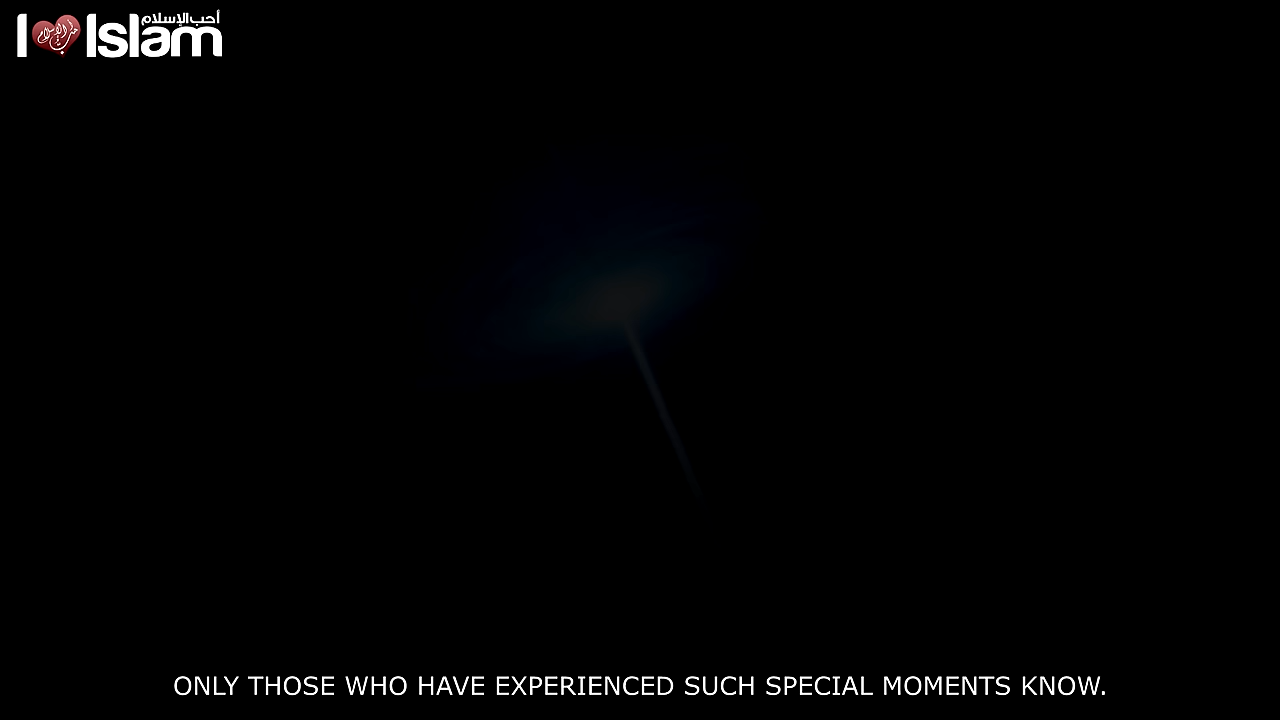 أحب الإسلام
I Islam
ONLY THOSE WHO HAVE EXPERIENCED SUCH SPECIAL MOMENTS KNOW.